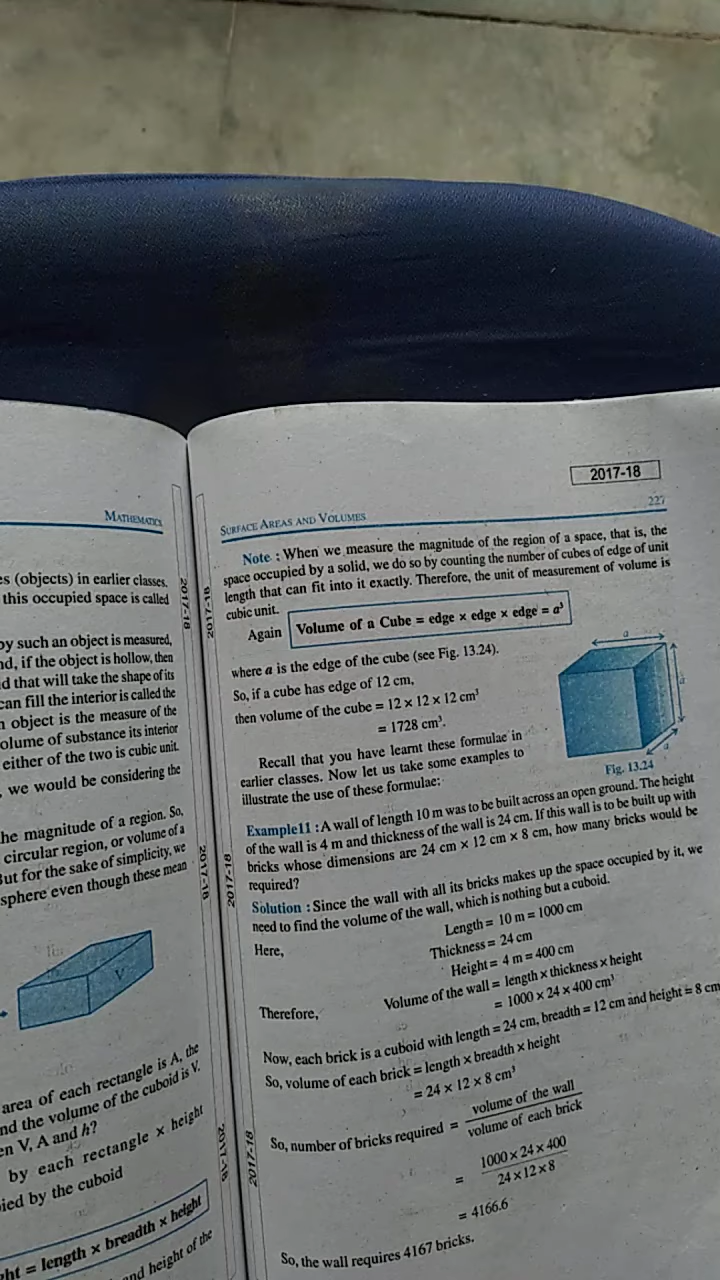 MATHEMATICS
es (objects) in earlier classes.
this occupied space is called
by such an object is measured,
nd, if the object is hollow, then
d that will take the shape of its
can fill the interior is called the
n object is the measure of the
olume of substance its interior
either of the two is cubic unit.
, we would be considering the
he magnitude of a region. So,
circular region, or volume of a
But for the sake of simplicity, we
sphere even though these mean
V
area of each rectangle is A, the
nd the volume of the cuboid is V.
en V, A and h?
by each rectangle × height
pied by the cuboid
ght = length × breadth × height
and height of the
2017-18
2017-18
2017-18
2017-18
2017-18
2017-18
2017-18
SURFACE AREAS AND VOLUMES
227
Note : When we measure the magnitude of the region of a space, that is, the
space occupied by a solid, we do so by counting the number of cubes of edge of unit
length that can fit into it exactly. Therefore, the unit of measurement of volume is
cubic unit.
Again Volume of a Cube = edge × edge × edge = a³
where a is the edge of the cube (see Fig. 13.24).
So, if a cube has edge of 12 cm,
then volume of the cube = 12 × 12 × 12 cm³
= 1728 cm³.
Recall that you have learnt these formulae in
earlier classes. Now let us take some examples to
illustrate the use of these formulae:
a
a
a
Fig. 13.24
Example11 : A wall of length 10 m was to be built across an open ground. The height
of the wall is 4 m and thickness of the wall is 24 cm. If this wall is to be built up with
bricks whose dimensions are 24 cm × 12 cm × 8 cm, how many bricks would be
required?
Solution : Since the wall with all its bricks makes up the space occupied by it, we
need to find the volume of the wall, which is nothing but a cuboid.
Here, Length = 10 m = 1000 cm
Thickness = 24 cm
Height = 4 m = 400 cm
Therefore, Volume of the wall = length × thickness × height
= 1000 × 24 × 400 cm³
Now, each brick is a cuboid with length = 24 cm, breadth = 12 cm and height = 8 cm
So, volume of each brick = length × breadth × height
= 24 × 12 × 8 cm³
So, number of bricks required = volume of the wall
volume of each brick
= 1000 × 24 × 400
24 × 12 × 8
= 4166.6
So, the wall requires 4167 bricks.